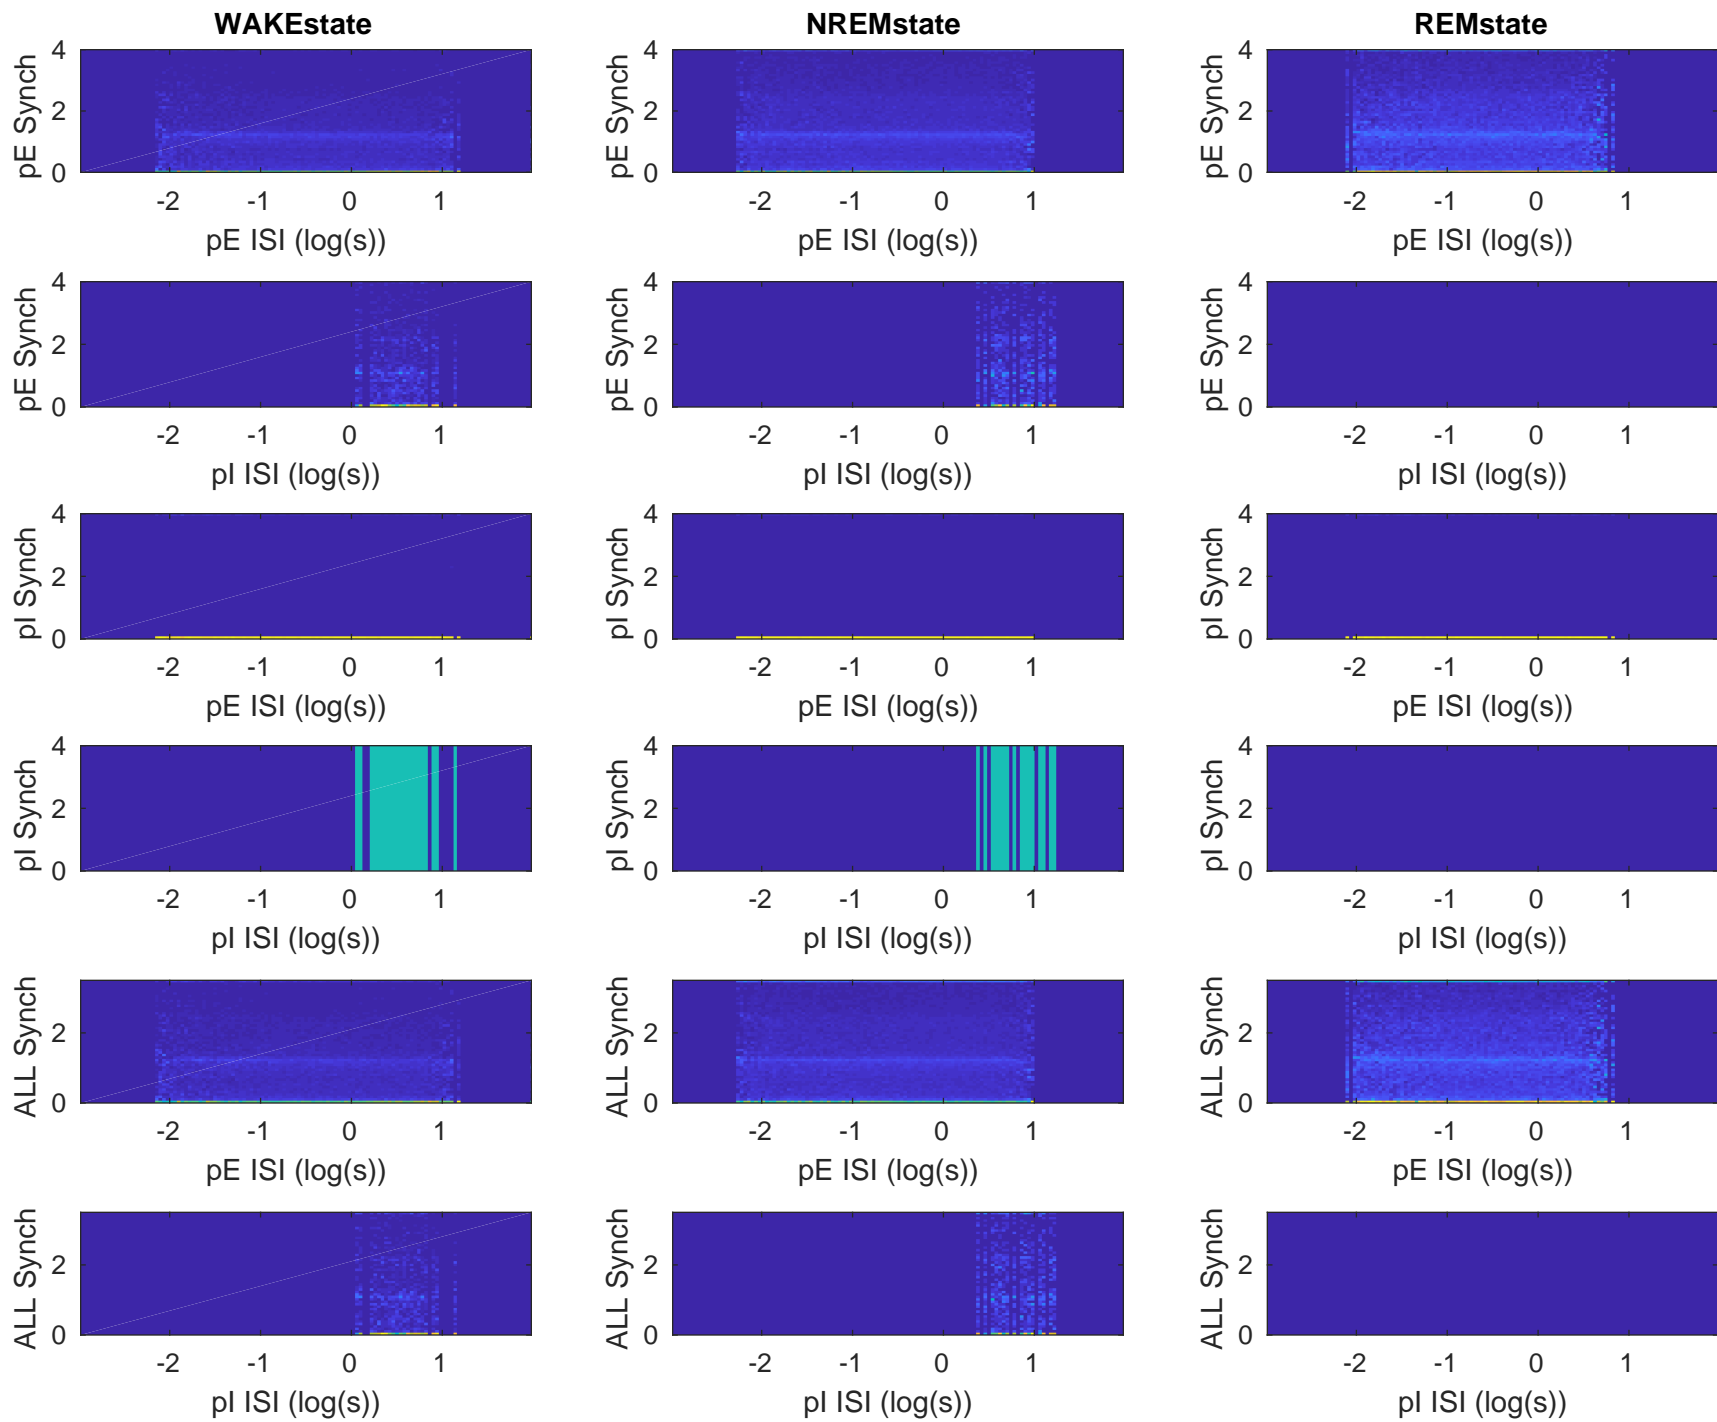 WAKEstate NREMstate REMstate
4 4 4
pE Synch pE Synch pE Synch
2 2 2
0 0 0
-2 -1 0 1 -2 -1 0 1 -2 -1 0 1
pE ISI (log(s)) pE ISI (log(s)) pE ISI (log(s))
4 4 4
pE Synch pE Synch pE Synch
2 2 2
0 0 0
-2 -1 0 1 -2 -1 0 1 -2 -1 0 1
pI ISI (log(s)) pI ISI (log(s)) pI ISI (log(s))
4 4 4
pI Synch pI Synch pI Synch
2 2 2
0 0 0
-2 -1 0 1 -2 -1 0 1 -2 -1 0 1
pE ISI (log(s)) pE ISI (log(s)) pE ISI (log(s))
4 4 4
pI Synch pI Synch pI Synch
2 2 2
0 0 0
-2 -1 0 1 -2 -1 0 1 -2 -1 0 1
pI ISI (log(s)) pI ISI (log(s)) pI ISI (log(s))
ALL Synch ALL Synch ALL Synch
2 2 2
0 0 0
-2 -1 0 1 -2 -1 0 1 -2 -1 0 1
pE ISI (log(s)) pE ISI (log(s)) pE ISI (log(s))
ALL Synch ALL Synch ALL Synch
2 2 2
0 0 0
-2 -1 0 1 -2 -1 0 1 -2 -1 0 1
pI ISI (log(s)) pI ISI (log(s)) pI ISI (log(s))